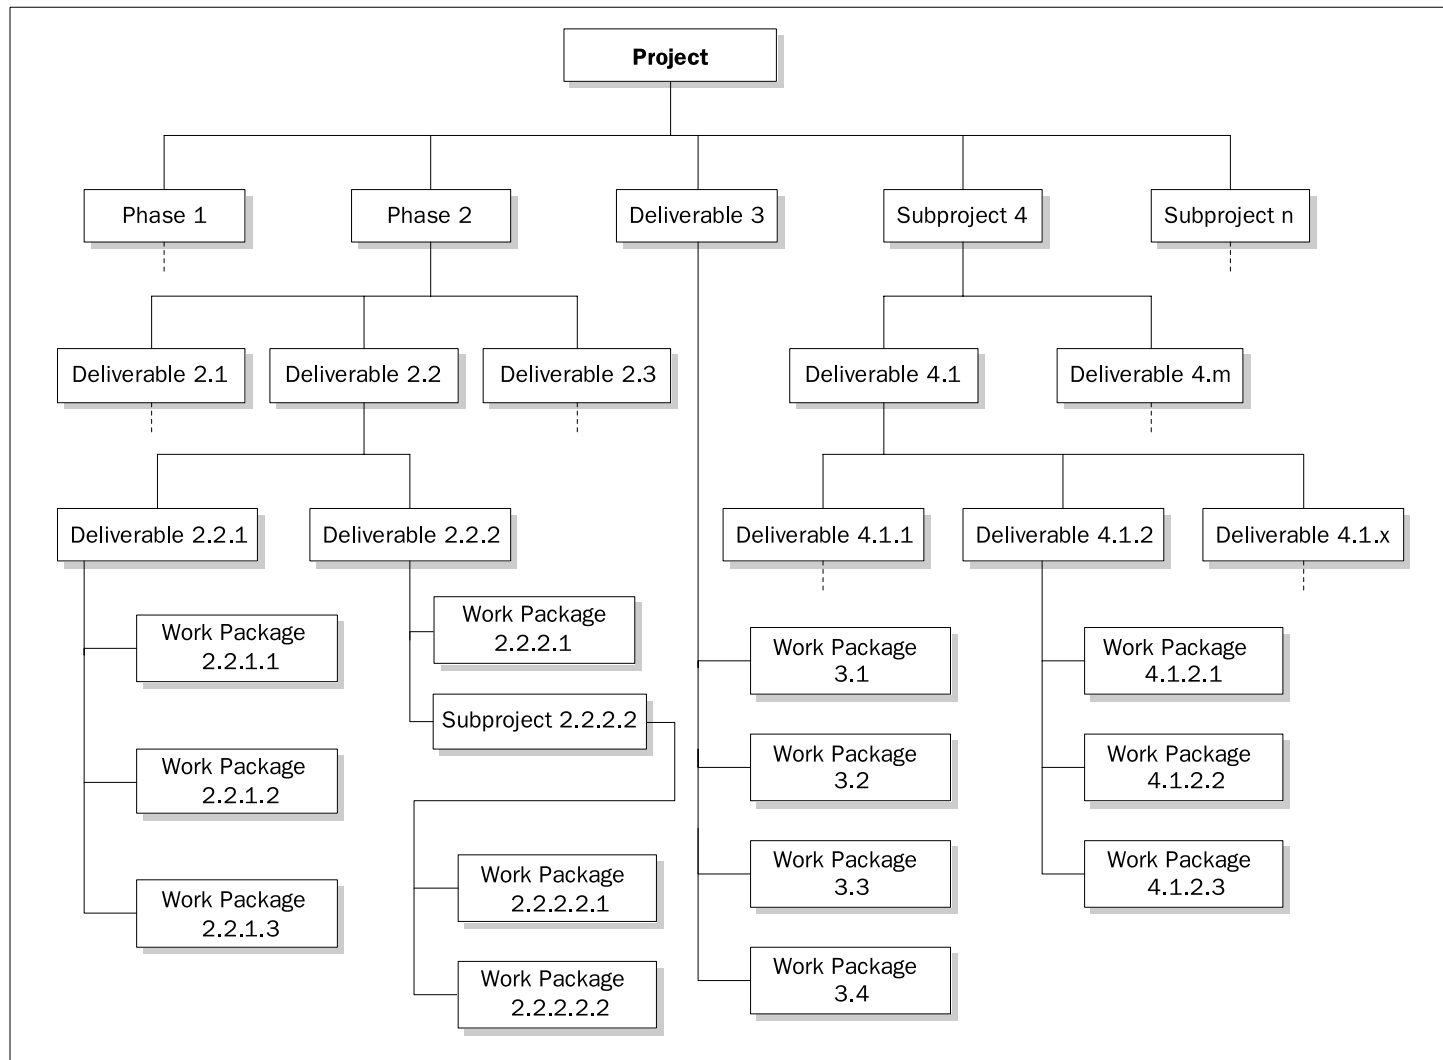 Project
Phase 1
Phase 2
Deliverable 3
Subproject 4
Subproject n
Deliverable 2.1
Deliverable 2.2
Deliverable 2.3
Deliverable 4.1
Deliverable 4.m
Deliverable 2.2.1
Deliverable 2.2.2
Deliverable 4.1.1
Deliverable 4.1.2
Deliverable 4.1.x
Work Package
2.2.1.1
Work Package
2.2.1.2
Work Package
2.2.1.3
Work Package
2.2.2.1
Subproject 2.2.2.2
Work Package
2.2.2.2.1
Work Package
2.2.2.2.2
Work Package
3.1
Work Package
3.2
Work Package
3.3
Work Package
3.4
Work Package
4.1.2.1
Work Package
4.1.2.2
Work Package
4.1.2.3